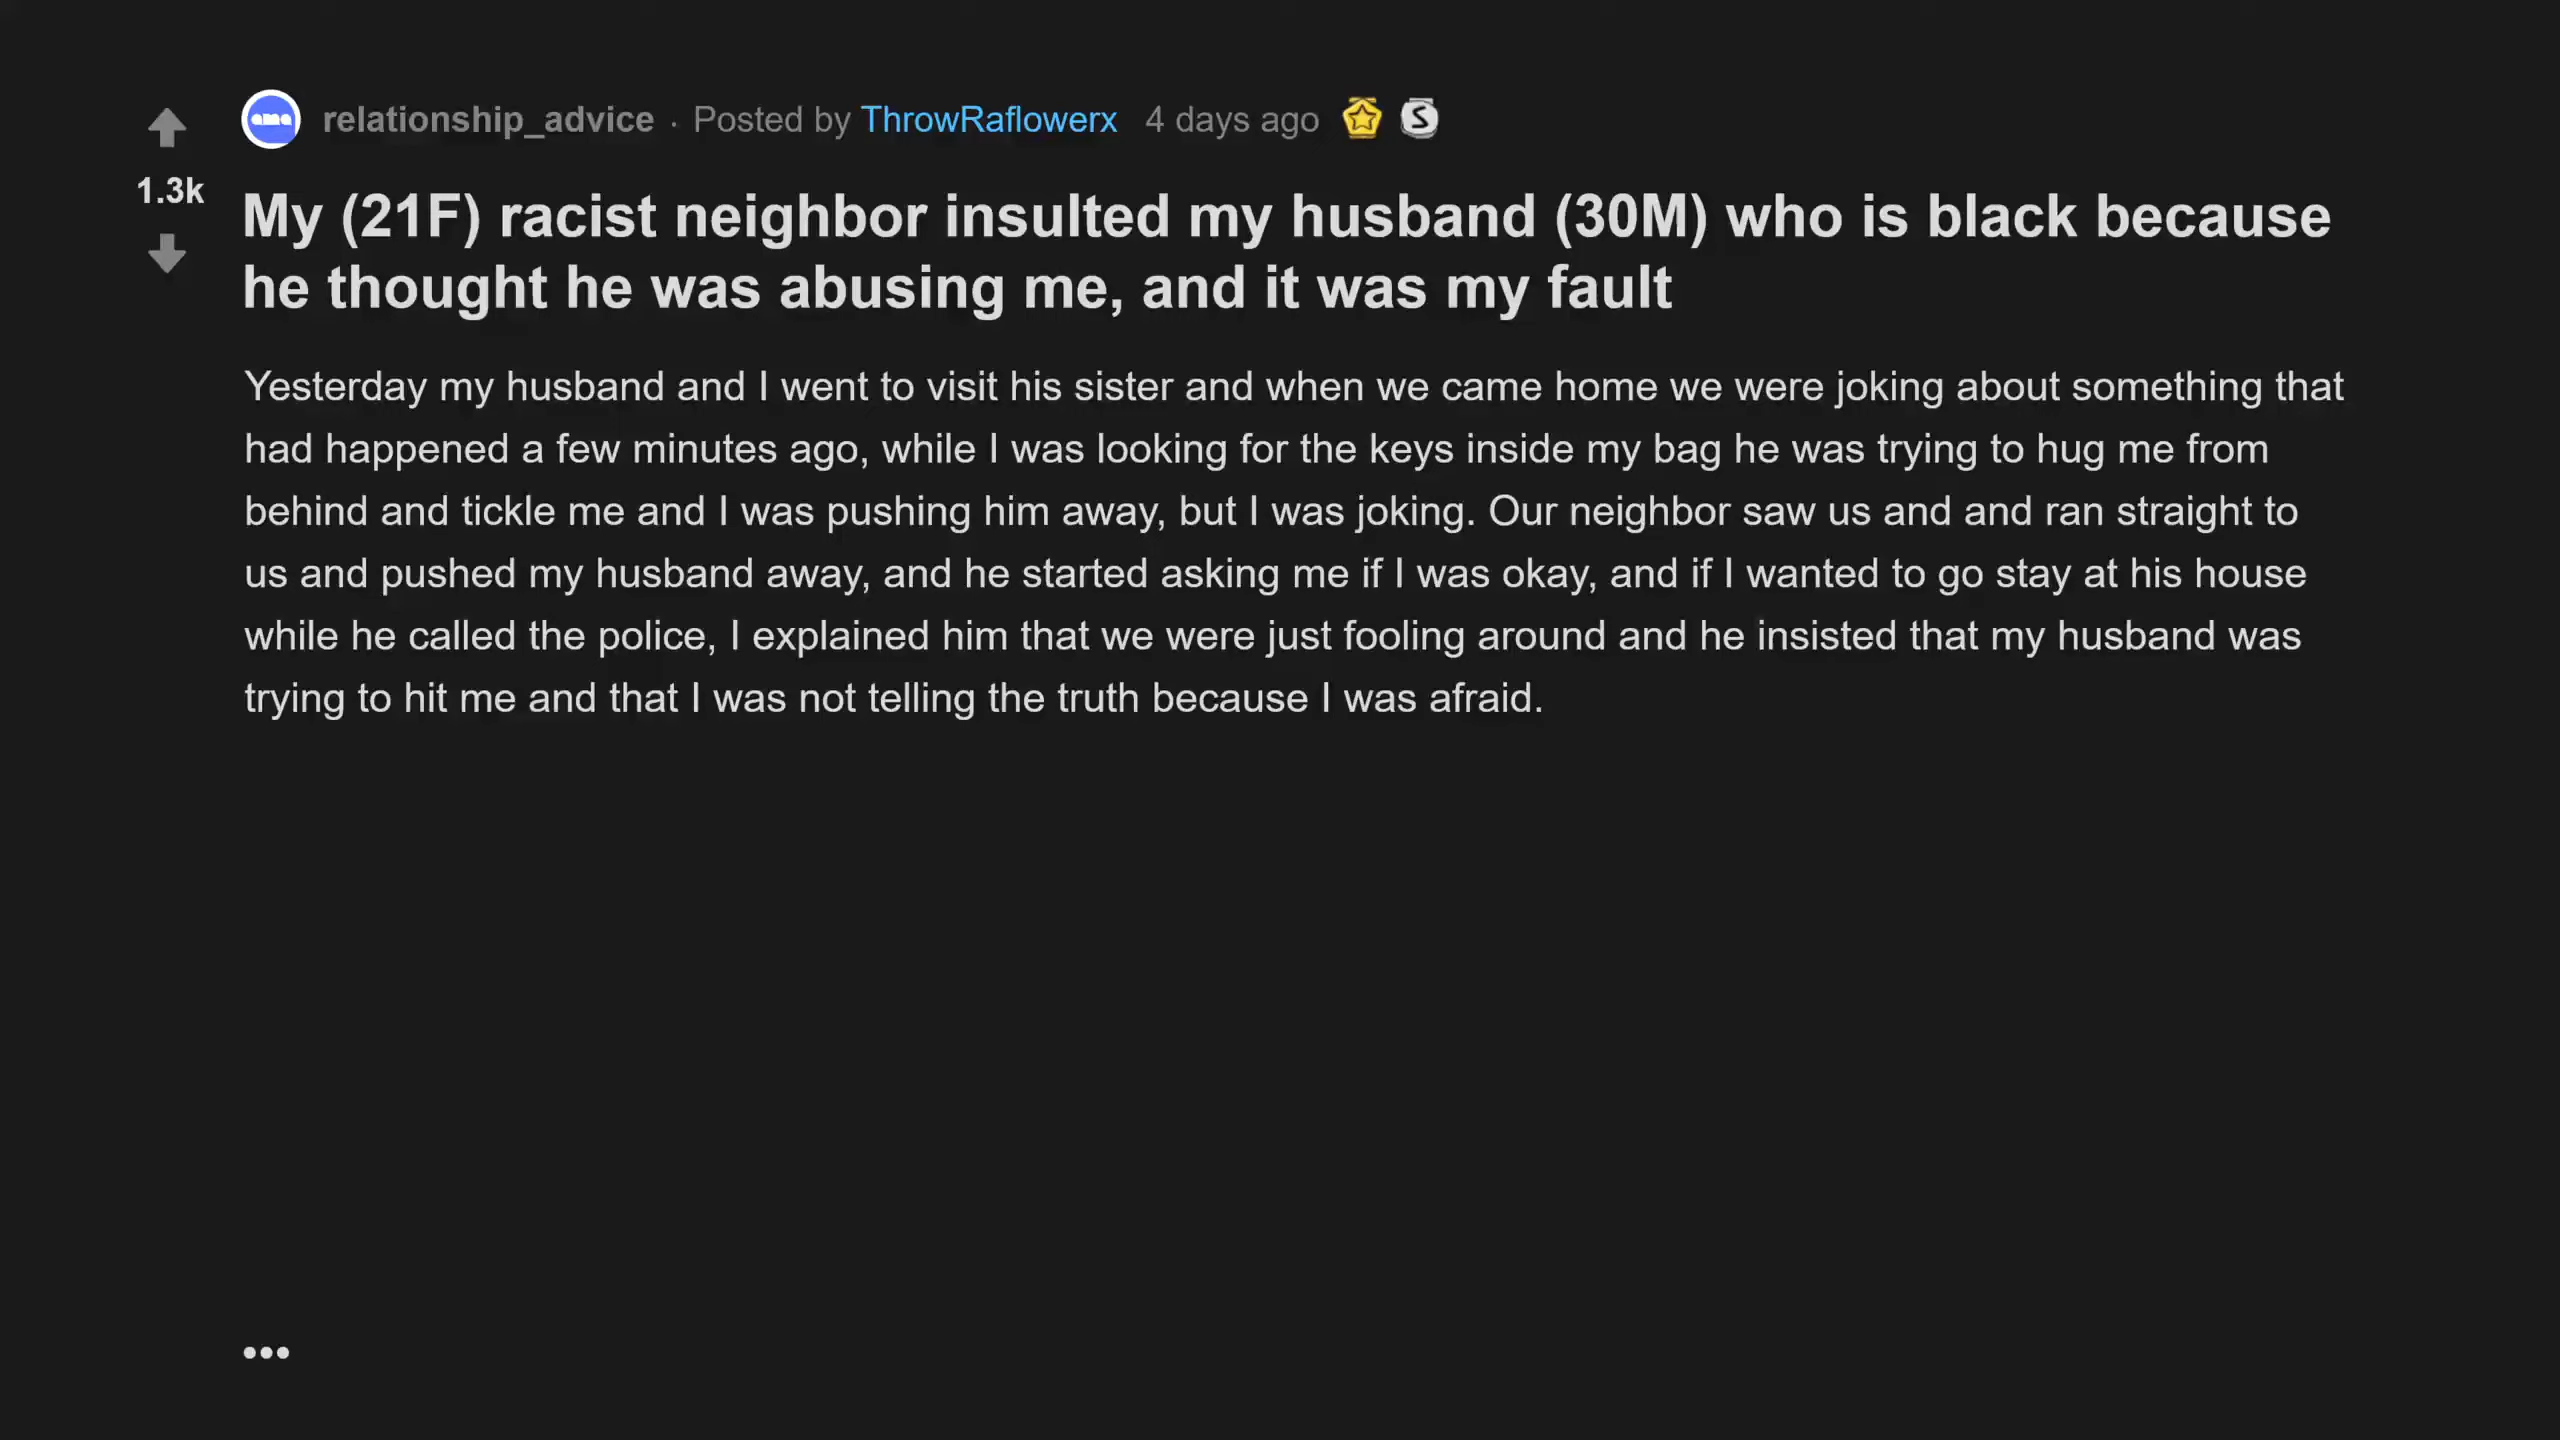 relationship_advice · Posted by ThrowRaflowerx 4 days ago
1.3k
My (21F) racist neighbor insulted my husband (30M) who is black because
he thought he was abusing me, and it was my fault
Yesterday my husband and I went to visit his sister and when we came home we were joking about something that
had happened a few minutes ago, while I was looking for the keys inside my bag he was trying to hug me from
behind and tickle me and I was pushing him away, but I was joking. Our neighbor saw us and and ran straight to
us and pushed my husband away, and he started asking me if I was okay, and if I wanted to go stay at his house
while he called the police, I explained him that we were just fooling around and he insisted that my husband was
trying to hit me and that I was not telling the truth because I was afraid.